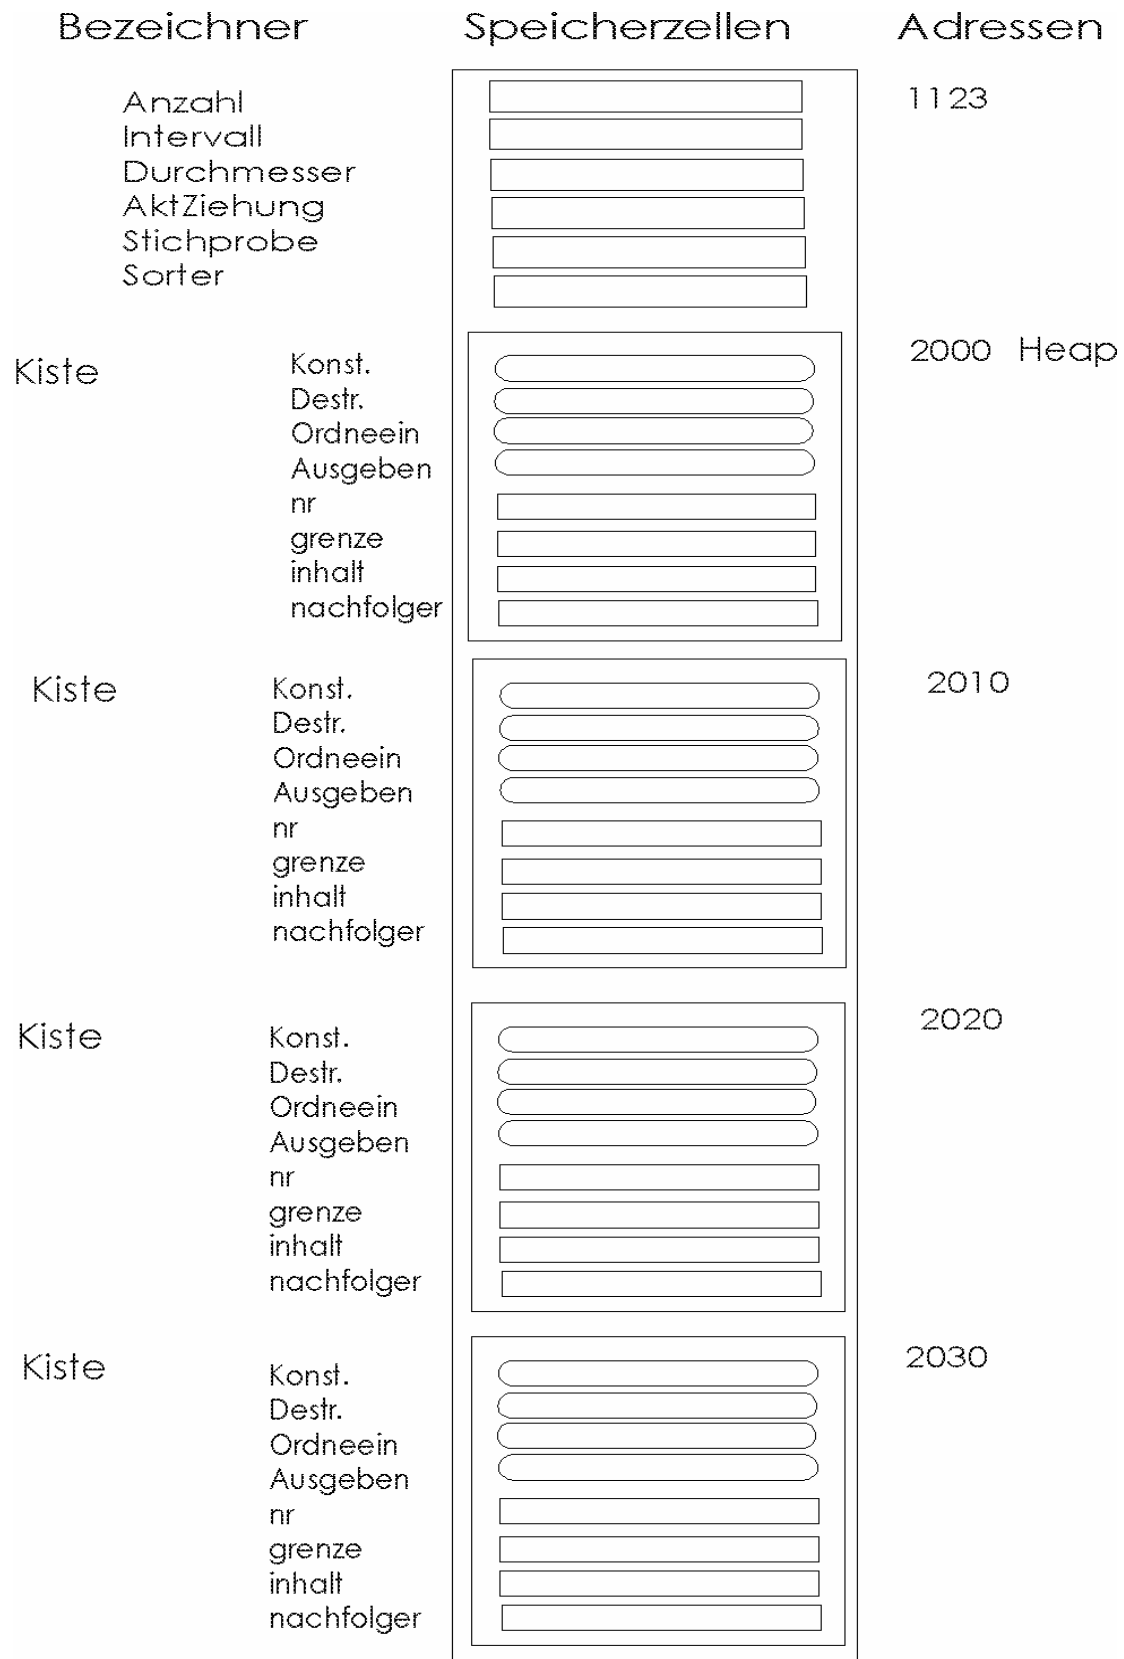 Bezeichner Speicherzellen Adressen
Anzahl 1123
Intervall
Durchmesser
AktZiehung
Stichprobe
Sorter
Kiste Konst. 2000 Heap
Destr.
Ordneein
Ausgeben
nr
grenze
inhalt
nachfolger
Kiste Konst. 2010
Destr.
Ordneein
Ausgeben
nr
grenze
inhalt
nachfolger
Kiste Konst. 2020
Destr.
Ordneein
Ausgeben
nr
grenze
inhalt
nachfolger
Kiste Konst. 2030
Destr.
Ordneein
Ausgeben
nr
grenze
inhalt
nachfolger